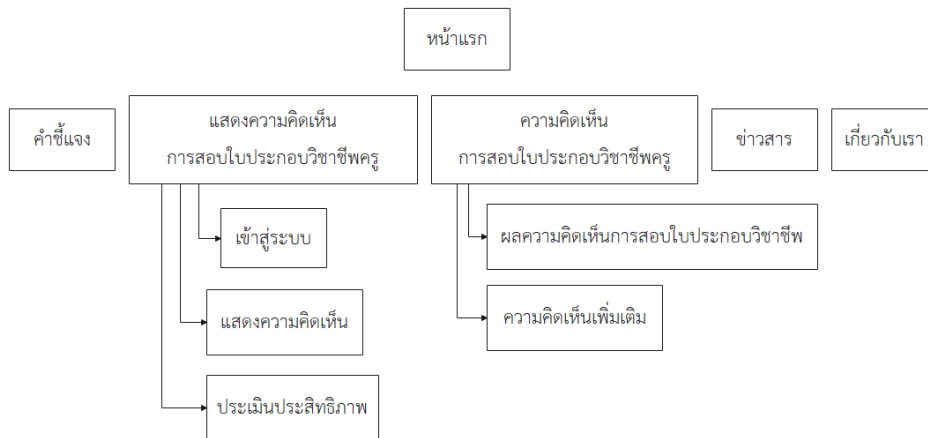 หน้าแรก
คำชี้แจง
แสดงความคิดเห็น
การสอบใบประกอบวิชาชีพครู
ความคิดเห็น
การสอบใบประกอบวิชาชีพครู
ข่าวสาร
เกี่ยวกับเรา
เข้าสู่ระบบ
แสดงความคิดเห็น
ประเมินประสิทธิภาพ
ผลความคิดเห็นการสอบใบประกอบวิชาชีพ
ความคิดเห็นเพิ่มเติม